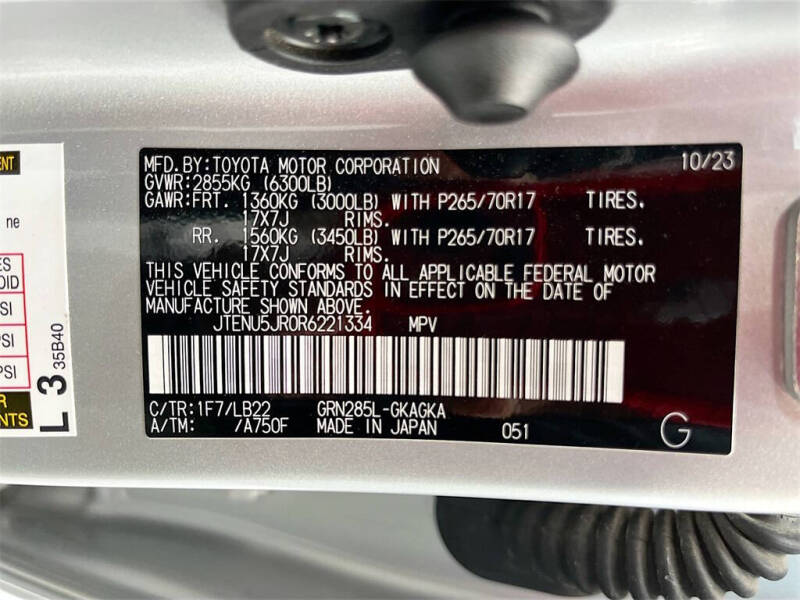 MFD.BY:TOYOTA MOTOR CORPORATION 10/23
GVWR:2855KG (6300LB)
GAWR:FRT. 1360KG (3000LB) WITH P265/70R17 TIRES.
17X7J RIMS.
RR. 1560KG (3450LB) WITH P265/70R17 TIRES.
17X7J RIMS.
THIS VEHICLE CONFORMS TO ALL APPLICABLE FEDERAL MOTOR
VEHICLE SAFETY STANDARDS IN EFFECT ON THE DATE OF
MANUFACTURE SHOWN ABOVE.
JTENU5JR0R6221334 MPV
C/TR:1F7/LB22 GRN285L-GKAGKA
A/TM: /A750F MADE IN JAPAN 051 G
ne
PSI
L 3 35B40